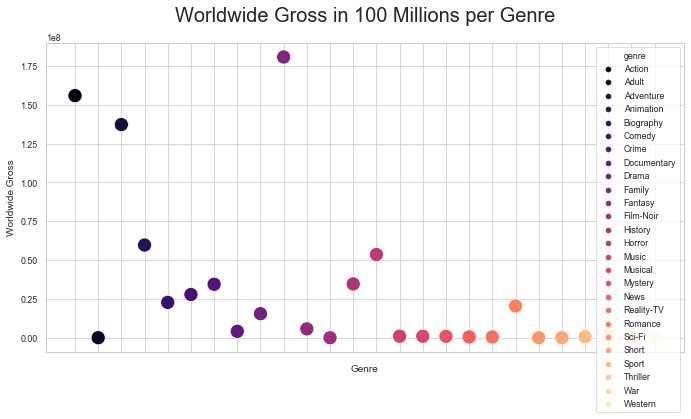 Worldwide Gross in 100 Millions per Genre
1e8
1.75
1.50
1.25
1.00
0.75
0.50
0.25
0.00
Worldwide Gross
Genre
genre
Action
Adult
Adventure
Animation
Biography
Comedy
Crime
Documentary
Drama
Family
Fantasy
Film-Noir
History
Horror
Music
Musical
Mystery
News
Reality-TV
Romance
Sci-Fi
Short
Sport
Thriller
War
Western